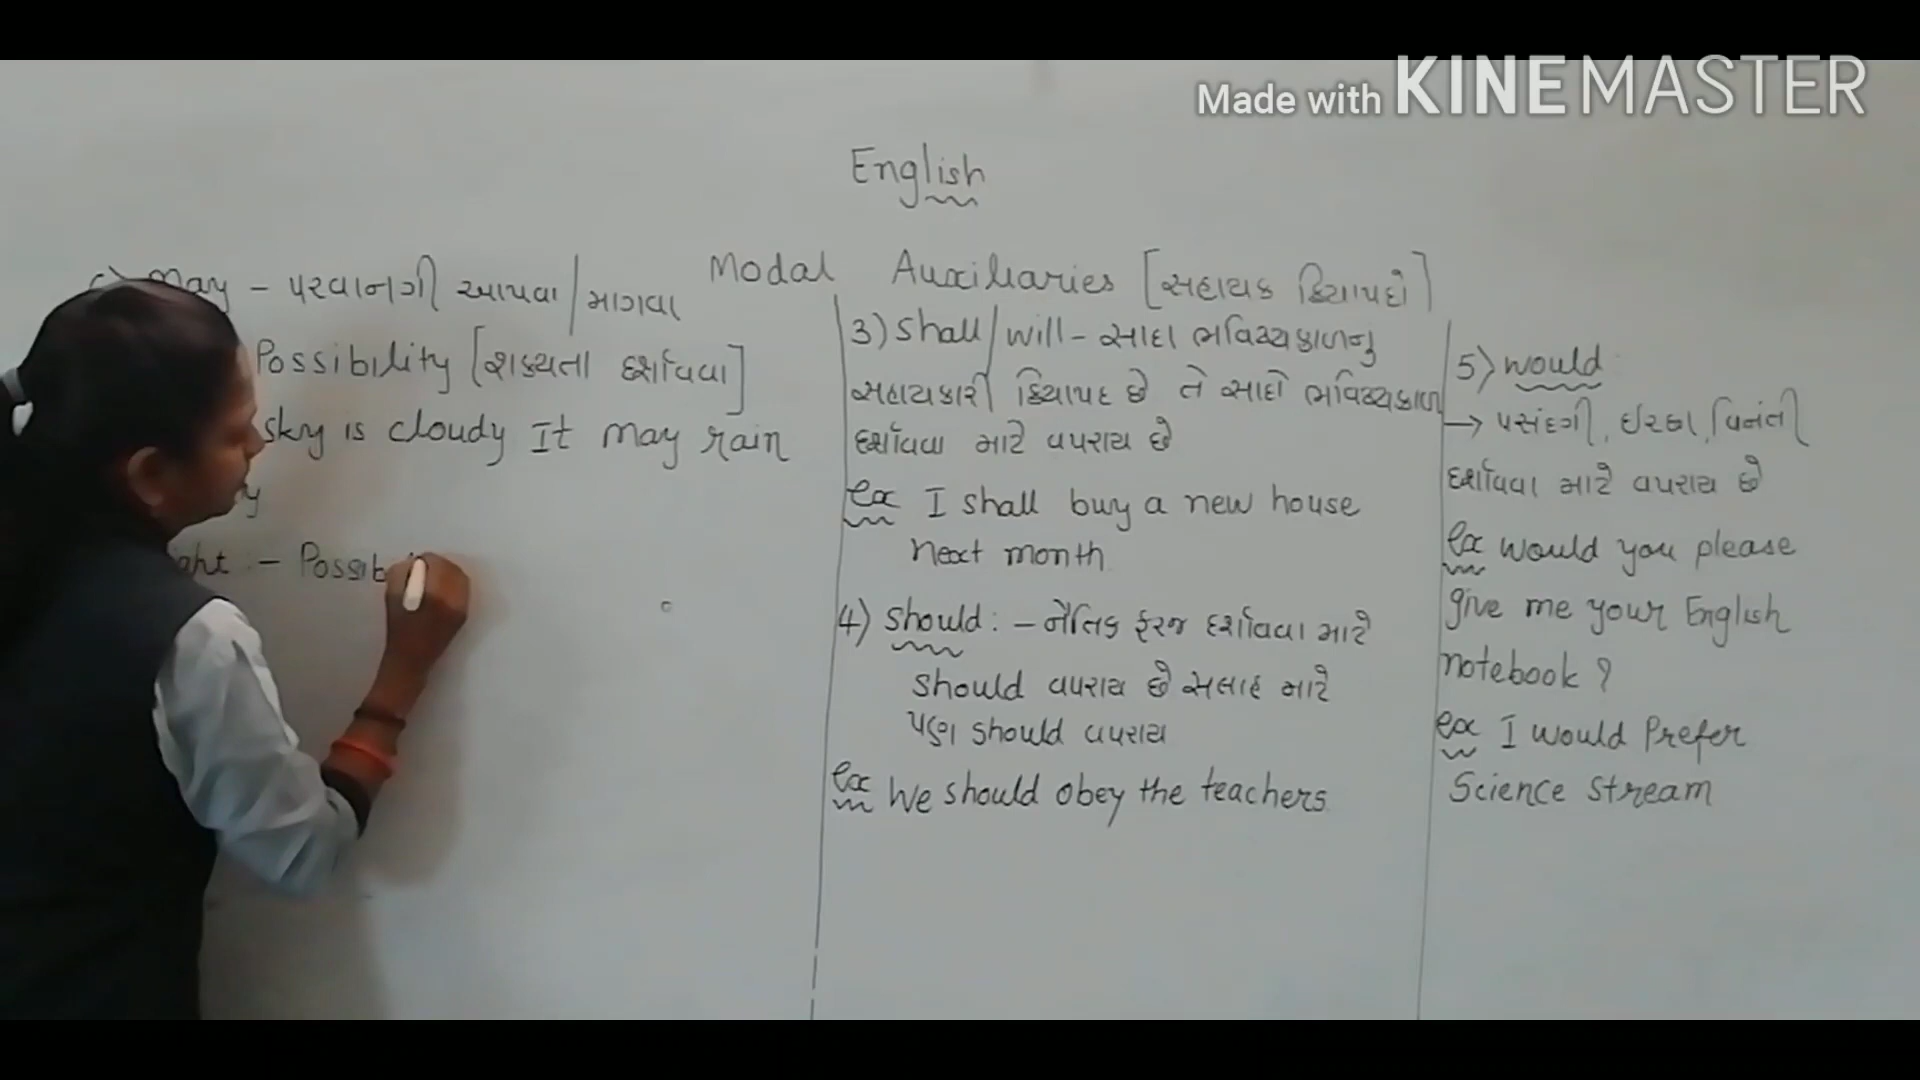 Made with KINEMASTER
English
Modal Auxiliaries [સહાયક ક્રિયાપદો]
May - પરવાનગી આપવા / માગવા
Possibility [શક્યતા દર્શાવવા]
sky is cloudy It may rain
- Possib
3) Shall / will - સાદા ભવિષ્યકાળનુ
સહાયકારી ક્રિયાપદ છે તે સાદો ભવિષ્યકાળ
દર્શાવવા માટે વપરાય છે
ex I shall buy a new house
next month
4) Should : - નૈતિક ફરજ દર્શાવવા માટે
Should વપરાય છે સલાહ માટે
પણ should વપરાય
ex We should obey the teachers
5) would
→ પસંદગી, ઈચ્છા, વિનંતી
દર્શાવવા માટે વપરાય છે
ex would you please
give me your English
notebook ?
ex I would Prefer
Science Stream